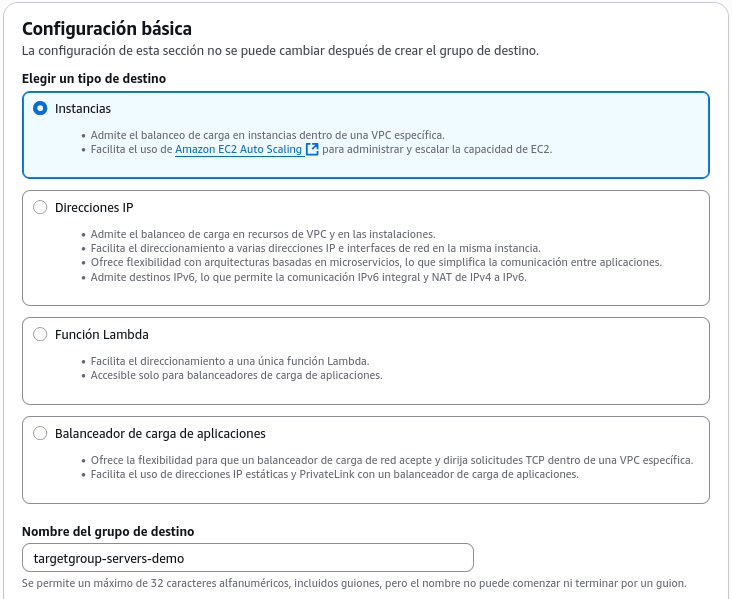 Configuración básica
La configuración de esta sección no se puede cambiar después de crear el grupo de destino.
Elegir un tipo de destino
Instancias
• Admite el balanceo de carga en instancias dentro de una VPC específica.
• Facilita el uso de Amazon EC2 Auto Scaling para administrar y escalar la capacidad de EC2.
Direcciones IP
• Admite el balanceo de carga en recursos de VPC y en las instalaciones.
• Facilita el direccionamiento a varias direcciones IP e interfaces de red en la misma instancia.
• Ofrece flexibilidad con arquitecturas basadas en microservicios, lo que simplifica la comunicación entre aplicaciones.
• Admite destinos IPv6, lo que permite la comunicación IPv6 integral y NAT de IPv4 a IPv6.
Función Lambda
• Facilita el direccionamiento a una única función Lambda.
• Accesible solo para balanceadores de carga de aplicaciones.
Balanceador de carga de aplicaciones
• Ofrece la flexibilidad para que un balanceador de carga de red acepte y dirija solicitudes TCP dentro de una VPC específica.
• Facilita el uso de direcciones IP estáticas y PrivateLink con un balanceador de carga de aplicaciones.
Nombre del grupo de destino
targetgroup-servers-demo
Se permite un máximo de 32 caracteres alfanuméricos, incluidos guiones, pero el nombre no puede comenzar ni terminar por un guion.